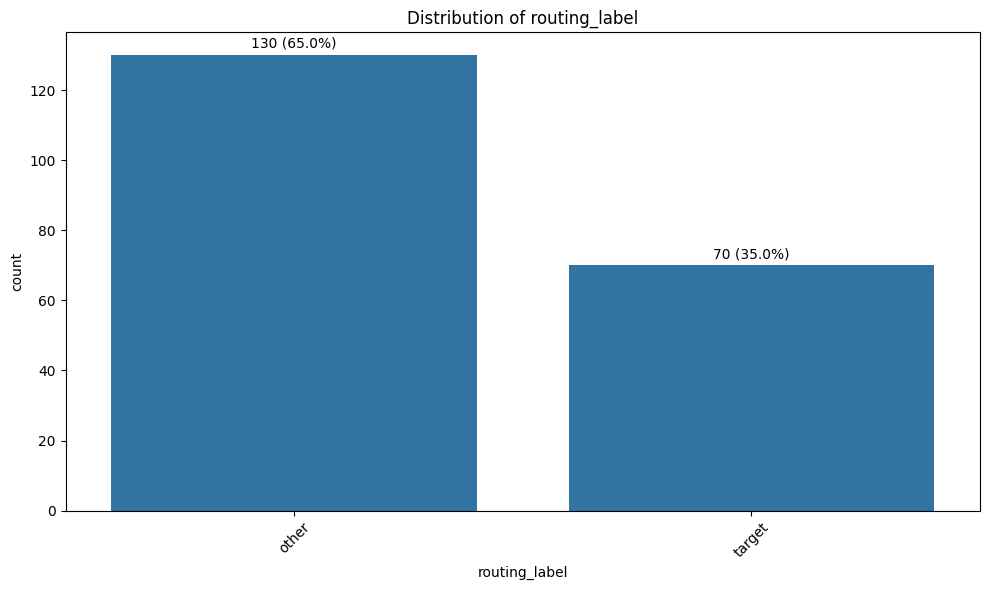 Distribution of routing_label
130 (65.0%)
70 (35.0%)
count
120
100
80
60
40
20
0
other
target
routing_label